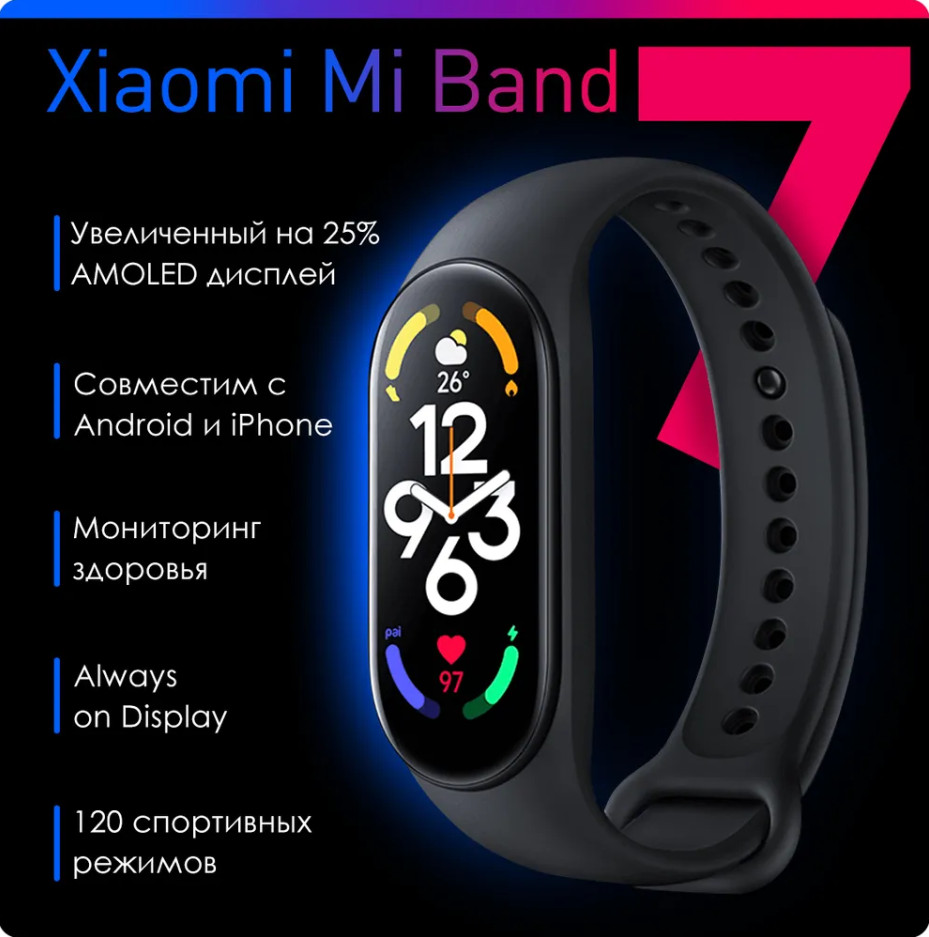 Xiaomi Mi Band 7
Увеличенный на 25%
AMOLED дисплей
Совместим с
Android и iPhone
Мониторинг
здоровья
Always
on Display
120 спортивных
режимов
26°
12
9 3
6
pai
97